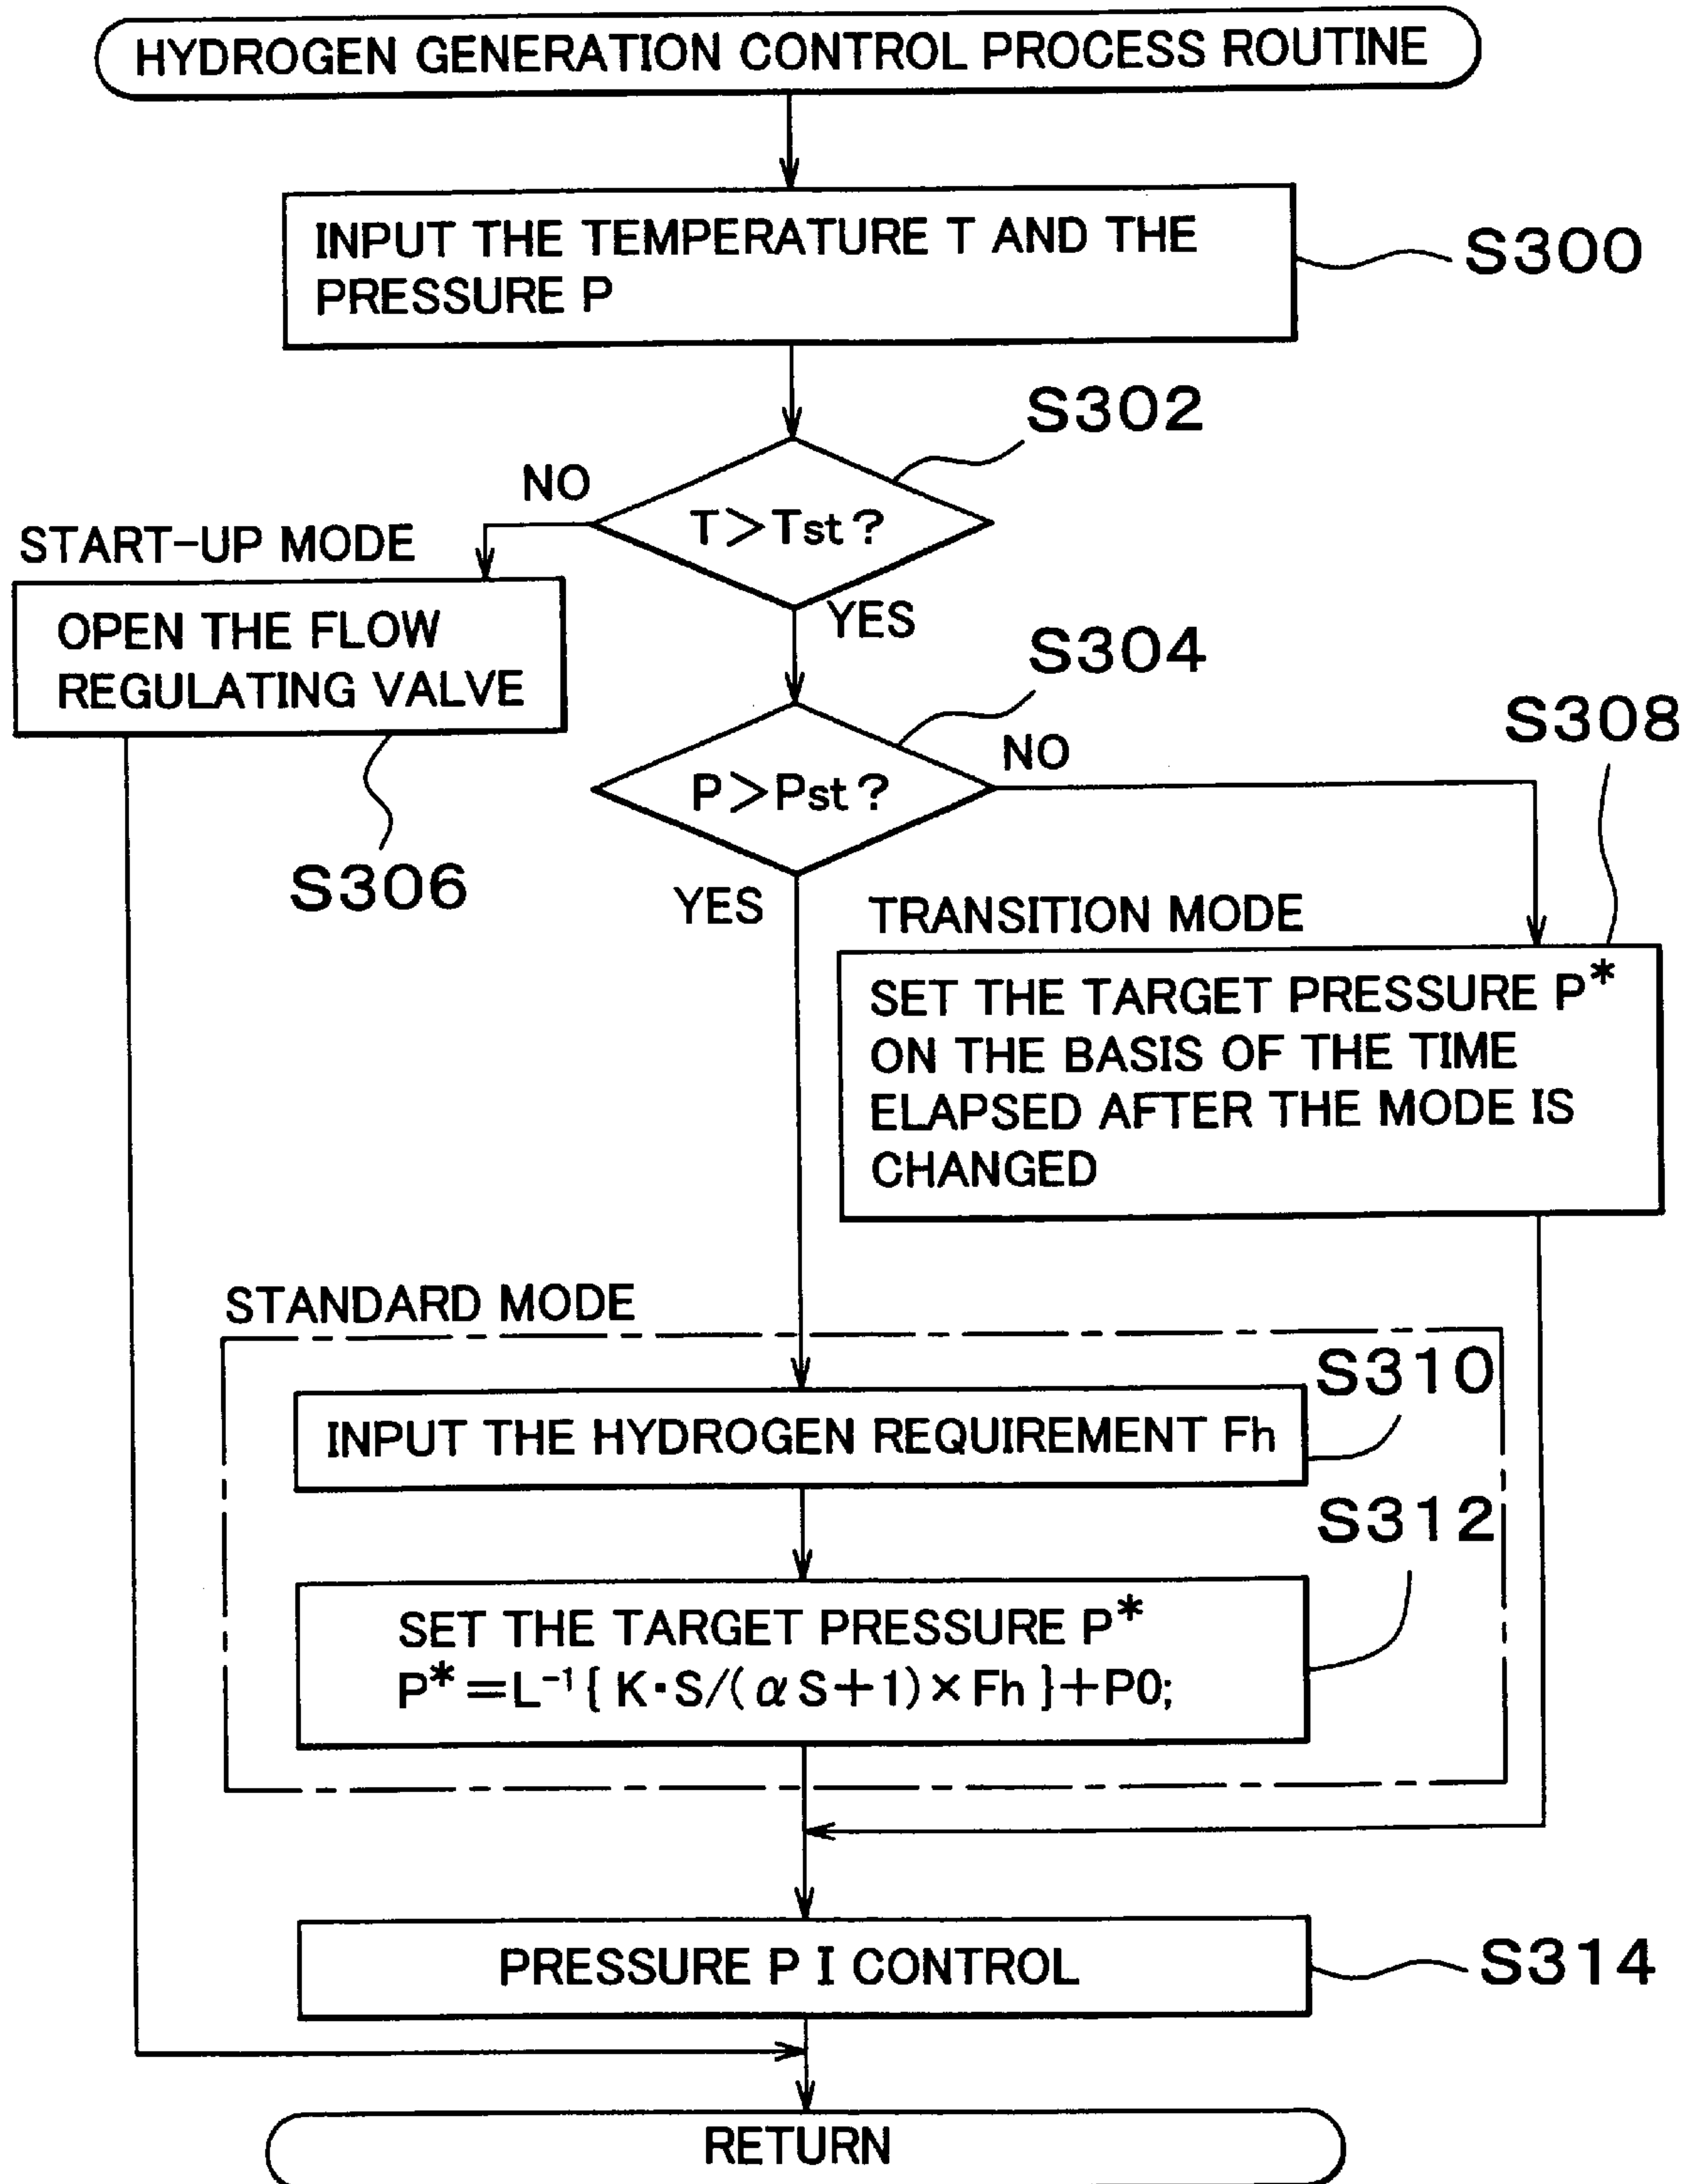 HYDROGEN GENERATION CONTROL PROCESS ROUTINE
INPUT THE TEMPERATURE T AND THE
PRESSURE P
S300
S302
NO
T>Tst?
START-UP MODE
YES
OPEN THE FLOW
REGULATING VALVE
S304
S308
NO
P>Pst?
S306
YES
TRANSITION MODE
SET THE TARGET PRESSURE P*
ON THE BASIS OF THE TIME
ELAPSED AFTER THE MODE IS
CHANGED
STANDARD MODE
S310
INPUT THE HYDROGEN REQUIREMENT Fh
S312
SET THE TARGET PRESSURE P*
P*=L⁻¹{K·S/(αS+1)×Fh}+P0;
PRESSURE P I CONTROL
S314
RETURN